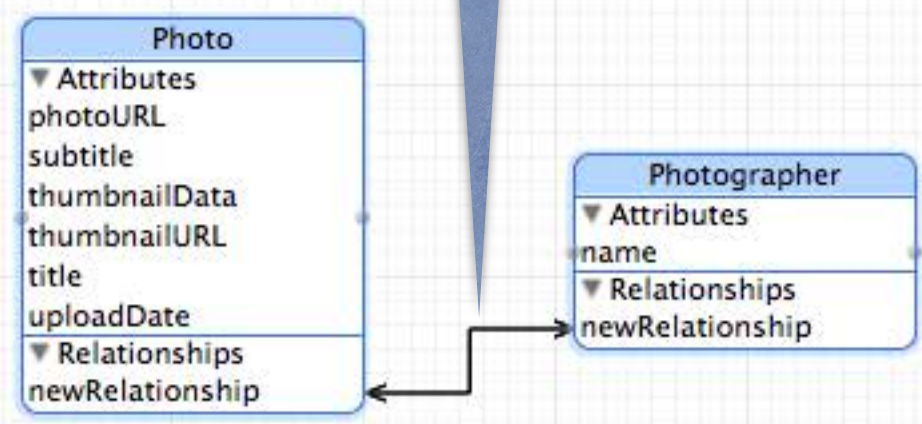 Photo
Attributes
photoURL
subtitle
thumbnailData
thumbnailURL
title
uploadDate
Relationships
newRelationship
Photographer
Attributes
name
Relationships
newRelationship